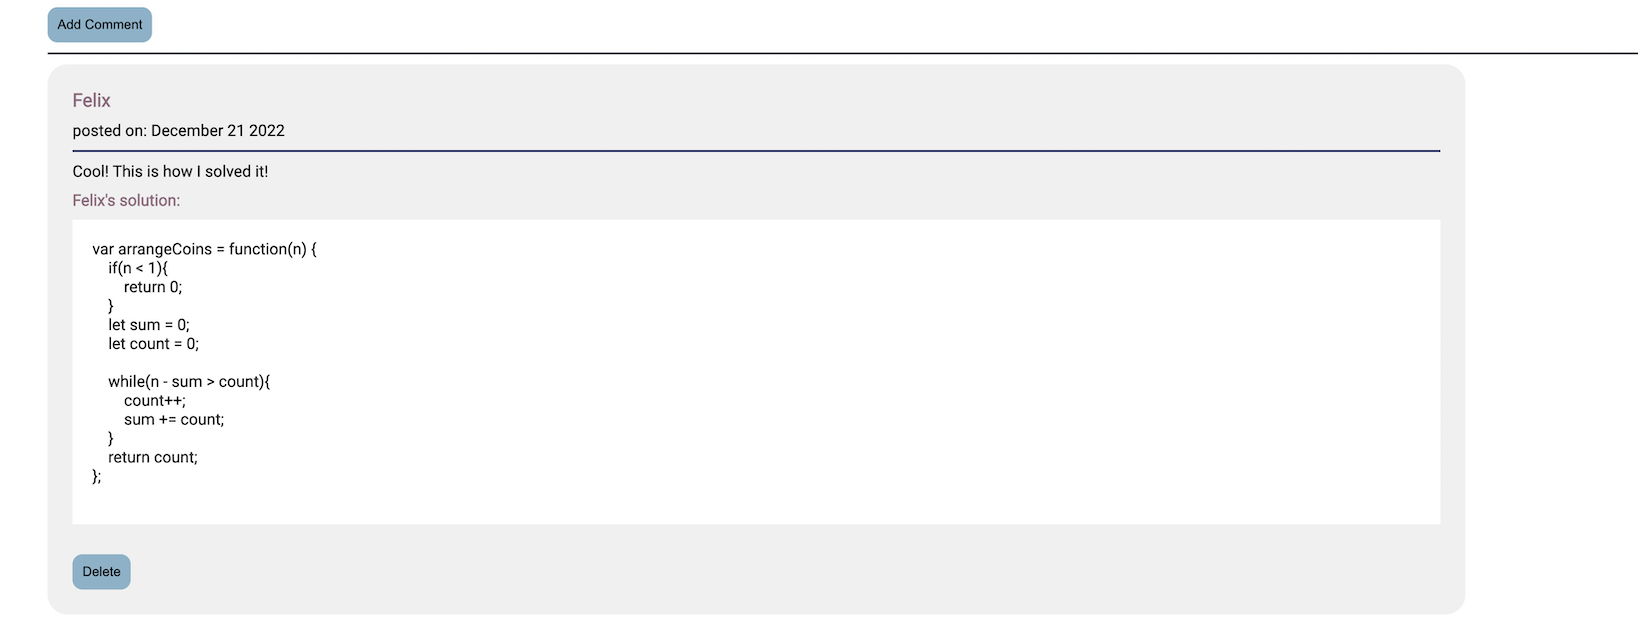 Add Comment
Felix
posted on: December 21 2022
Cool! This is how I solved it!
Felix's solution:
var arrangeCoins = function(n) {
    if(n < 1){
        return 0;
    }
    let sum = 0;
    let count = 0;

    while(n - sum > count){
        count++;
        sum += count;
    }
    return count;
};
Delete